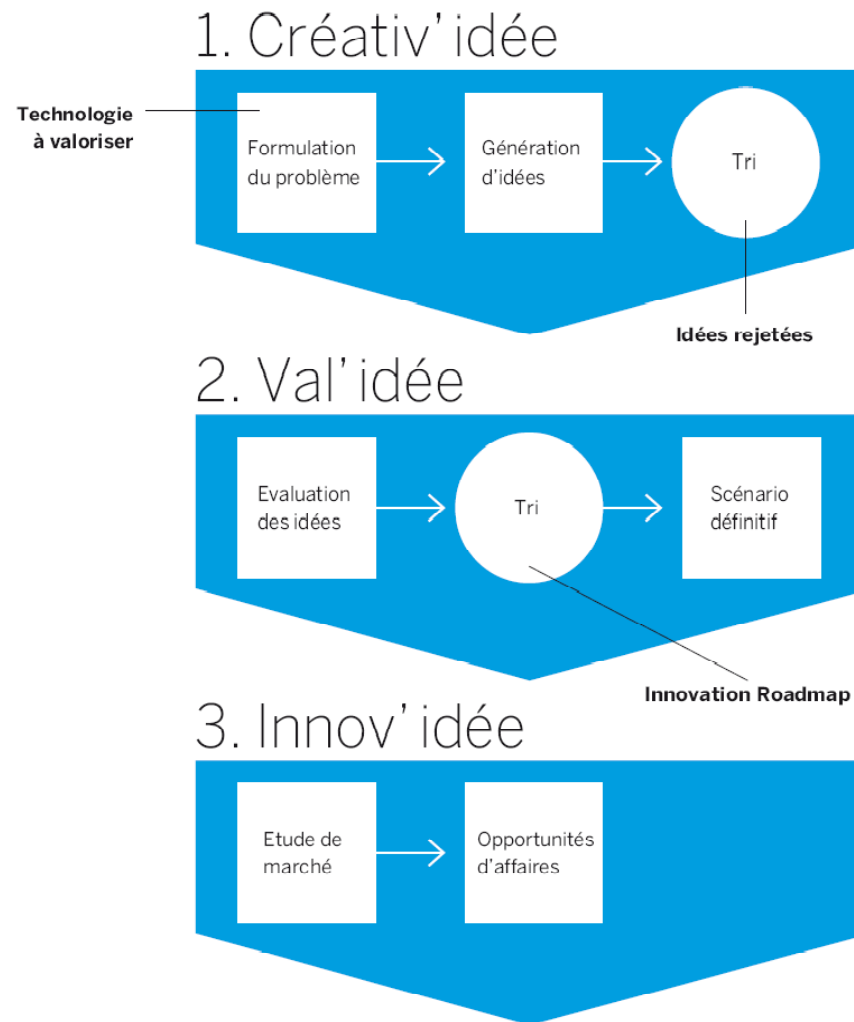 1. Créativ' idée
Technologie
à valoriser
Formulation
du problème
Génération
d'idées
Tri
Idées rejetées
2. Val' idée
Evaluation
des idées
Tri
Scénario
définitif
Innovation Roadmap
3. Innov' idée
Etude de
marché
Opportunités
d'affaires